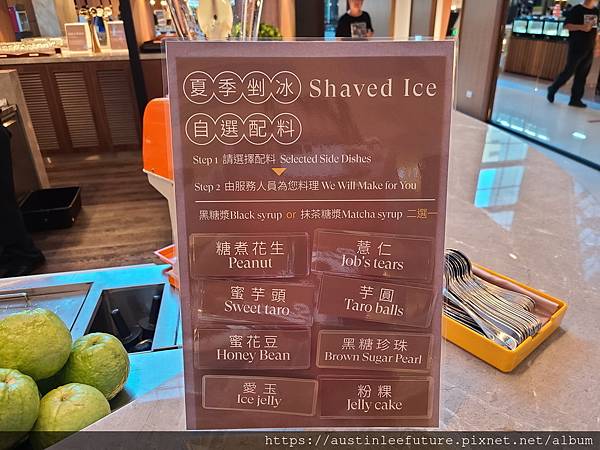 夏季剉冰 Shaved Ice
自選配料
Step 1 請選擇配料 Selected Side Dishes
Step 2 由服務人員為您料理 We Will Make for You
黑糖漿Black syrup or 抹茶糖漿Matcha syrup 二選一
糖煮花生
Peanut
薏仁
Job's tears
蜜芋頭
Sweet taro
芋圓
Taro balls
蜜花豆
Honey Bean
黑糖珍珠
Brown Sugar Pearl
愛玉
Ice jelly
粉粿
Jelly cake
https://austinleefuture.pixnet.net/album